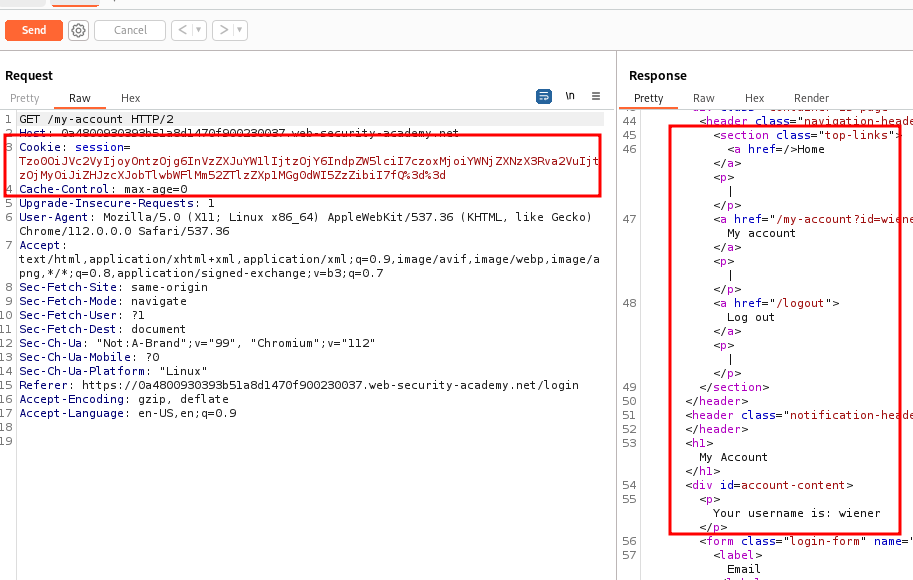 Send
Cancel
<
>
Request
Pretty
Raw
Hex
\n
1 GET /my-account HTTP/2
2 Host: 0a4800930393b51a8d1470f900230037.web-security-academy.net
3 Cookie: session=
Tzo0OiJVc2VyIjoyOntzOjg6InVzZXJuYW1lIjtzOjY6IndpZW5lciI7czoxMjoiYWNjZXNzX3Rva2VuIjt
4 Cache-Control: max-age=0
5 Upgrade-Insecure-Requests: 1
6 User-Agent: Mozilla/5.0 (X11; Linux x86_64) AppleWebKit/537.36 (KHTML, like Gecko)
Chrome/112.0.0.0 Safari/537.36
7 Accept:
text/html,application/xhtml+xml,application/xml;q=0.9,image/avif,image/webp,image/a
png,*/*;q=0.8,application/signed-exchange;v=b3;q=0.7
8 Sec-Fetch-Site: same-origin
9 Sec-Fetch-Mode: navigate
10 Sec-Fetch-User: ?1
11 Sec-Fetch-Dest: document
12 Sec-Ch-Ua: "Not:A-Brand";v="99", "Chromium";v="112"
13 Sec-Ch-Ua-Mobile: ?0
14 Sec-Ch-Ua-Platform: "Linux"
15 Referer: https://0a4800930393b51a8d1470f900230037.web-security-academy.net/login
16 Accept-Encoding: gzip, deflate
17 Accept-Language: en-US,en;q=0.9
18
19
Response
Pretty
Raw
Hex
Render
44 <header class="navigation-header
45 <section class="top-links">
46 <a href=/>Home
</a>
<p>
|
</p>
47 <a href="/my-account?id=wiene
My account
</a>
<p>
|
</p>
48 <a href="/logout">
Log out
</a>
<p>
|
</p>
49 </section>
50 </header>
51 <header class="notification-heade
52 </header>
53 <h1>
My Account
</h1>
54 <div id=account-content>
55 <p>
Your username is: wiener
</p>
56 <form class="login-form" name="
57 <label>
Email